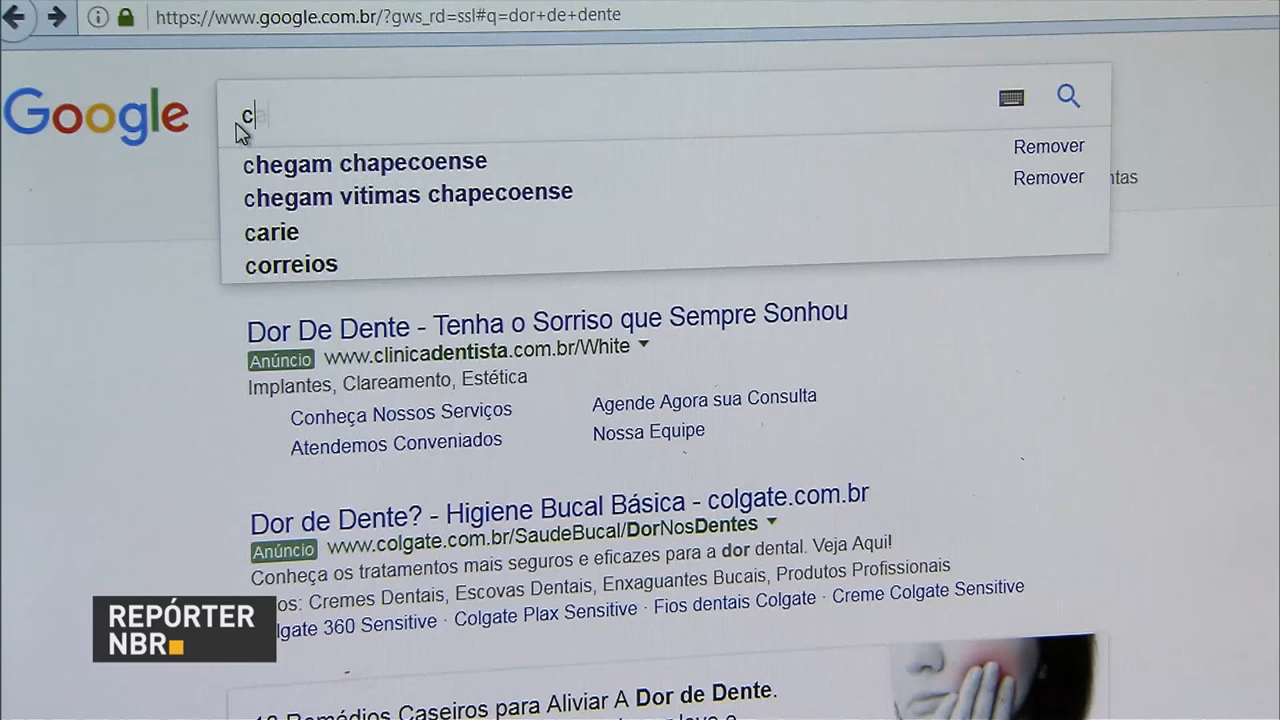 https://www.google.com.br/?gws_rd=ssl#q=dor+de+dente
Google
c
chegam chapecoense
Remover
chegam vitimas chapecoense
Remover
ntas
carie
correios
Dor De Dente - Tenha o Sorriso que Sempre Sonhou
Anúncio www.clinicadentista.com.br/White
Implantes, Clareamento, Estética
Conheça Nossos Serviços Agende Agora sua Consulta
Atendemos Conveniados Nossa Equipe
Dor de Dente? - Higiene Bucal Básica - colgate.com.br
Anúncio www.colgate.com.br/SaudeBucal/DorNosDentes
Conheça os tratamentos mais seguros e eficazes para a dor dental. Veja Aqui!
os: Cremes Dentais, Escovas Dentais, Enxaguantes Bucais, Produtos Profissionais
lgate 360 Sensitive · Colgate Plax Sensitive · Fios dentais Colgate · Creme Colgate Sensitive
REPÓRTER
NBR
Remédios Caseiros para Aliviar A Dor de Dente.